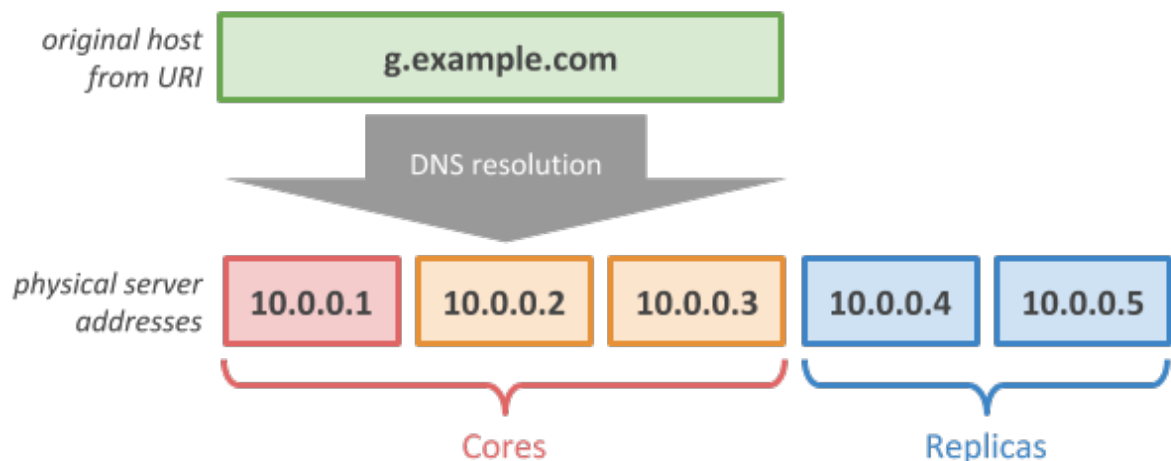 original host
from URI
g.example.com
DNS resolution
physical server
addresses
10.0.0.1
10.0.0.2
10.0.0.3
10.0.0.4
10.0.0.5
Cores
Replicas